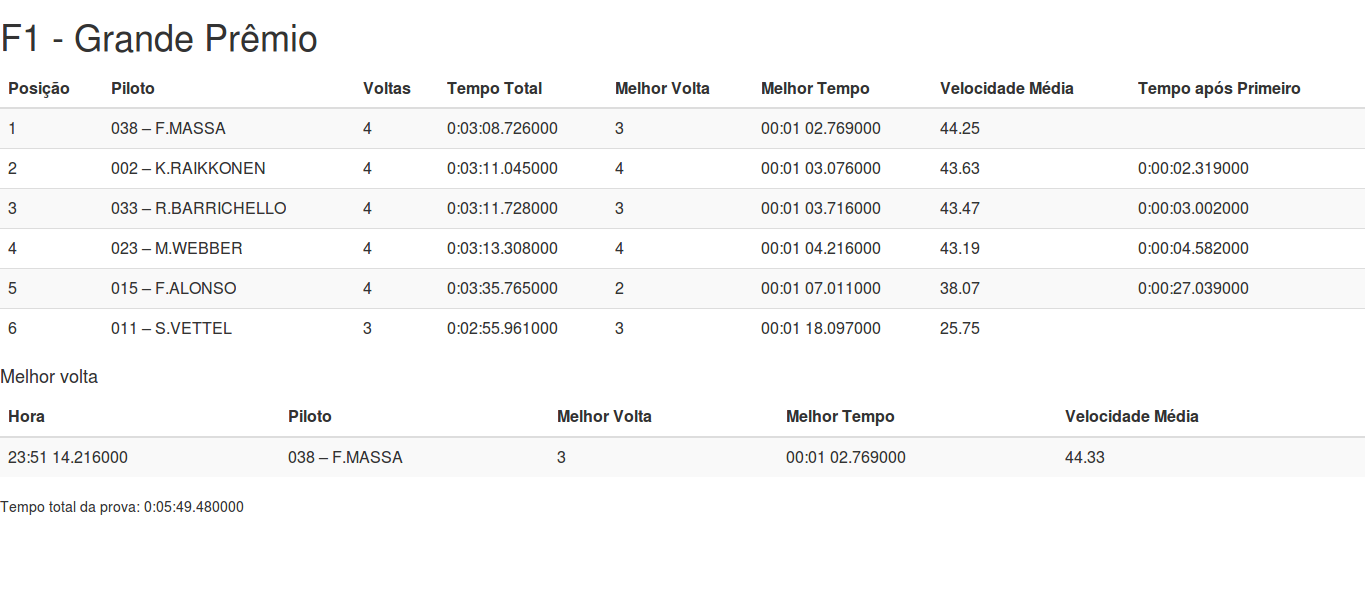 F1 - Grande Prêmio
Posição Piloto Voltas Tempo Total Melhor Volta Melhor Tempo Velocidade Média Tempo após Primeiro
1 038 – F.MASSA 4 0:03:08.726000 3 00:01 02.769000 44.25
2 002 – K.RAIKKONEN 4 0:03:11.045000 4 00:01 03.076000 43.63 0:00:02.319000
3 033 – R.BARRICHELLO 4 0:03:11.728000 3 00:01 03.716000 43.47 0:00:03.002000
4 023 – M.WEBBER 4 0:03:13.308000 4 00:01 04.216000 43.19 0:00:04.582000
5 015 – F.ALONSO 4 0:03:35.765000 2 00:01 07.011000 38.07 0:00:27.039000
6 011 – S.VETTEL 3 0:02:55.961000 3 00:01 18.097000 25.75
Melhor volta
Hora Piloto Melhor Volta Melhor Tempo Velocidade Média
23:51 14.216000 038 – F.MASSA 3 00:01 02.769000 44.33
Tempo total da prova: 0:05:49.480000